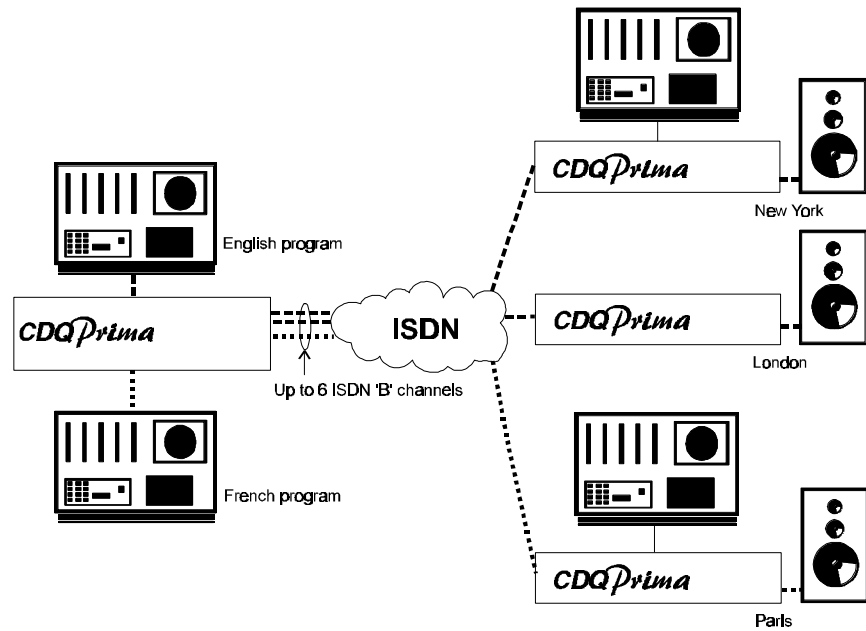 CDQPrima
New York
English program
CDQPrima
ISDN
CDQPrima
London
Up to 6 ISDN 'B' channels
French program
CDQPrima
Paris